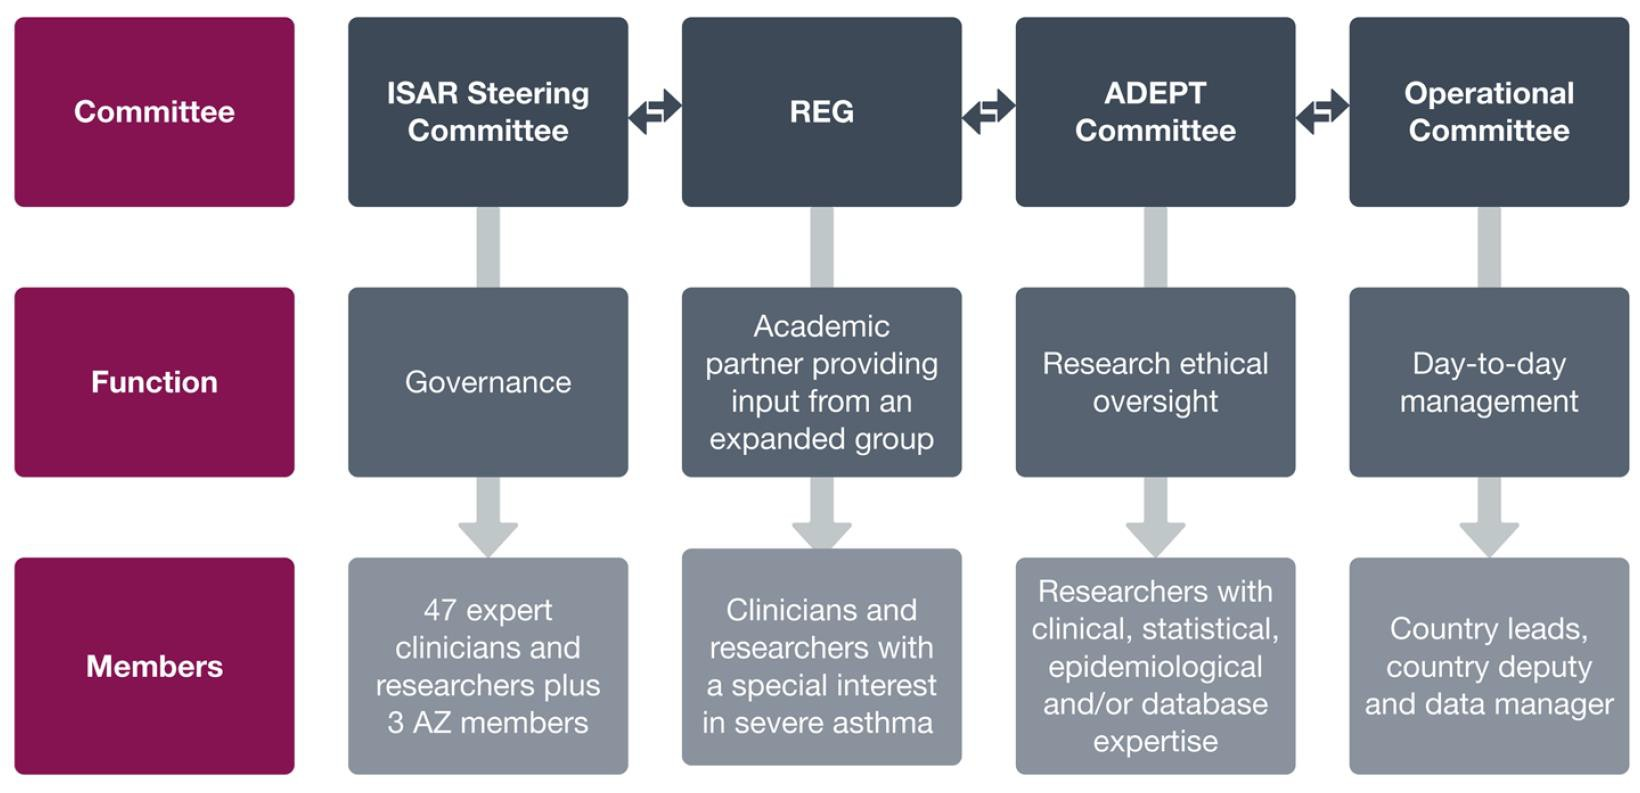 Committee
ISAR Steering
Committee
REG
ADEPT
Committee
Operational
Committee
Function
Governance
Academic
partner providing
input from an
expanded group
Research ethical
oversight
Day-to-day
management
Members
47 expert
clinicians and
researchers plus
3 AZ members
Clinicians and
researchers with
a special interest
in severe asthma
Researchers with
clinical, statistical,
epidemiological
and/or database
expertise
Country leads,
country deputy
and data manager